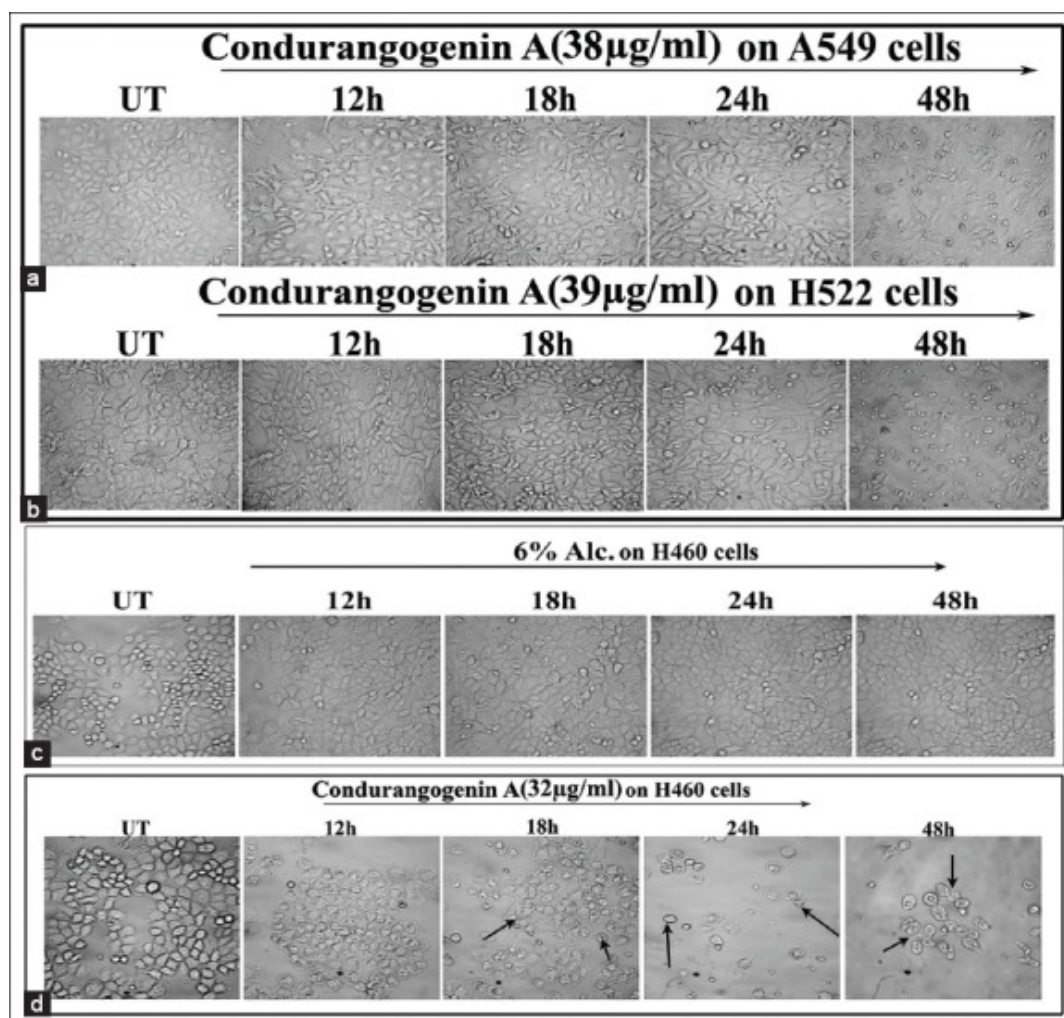 Condurangogenin A(38µg/ml) on A549 cells
UT 12h 18h 24h 48h
a
Condurangogenin A(39µg/ml) on H522 cells
UT 12h 18h 24h 48h
b
6% Alc. on H460 cells
UT 12h 18h 24h 48h
c
Condurangogenin A(32µg/ml) on H460 cells
UT 12h 18h 24h 48h
d